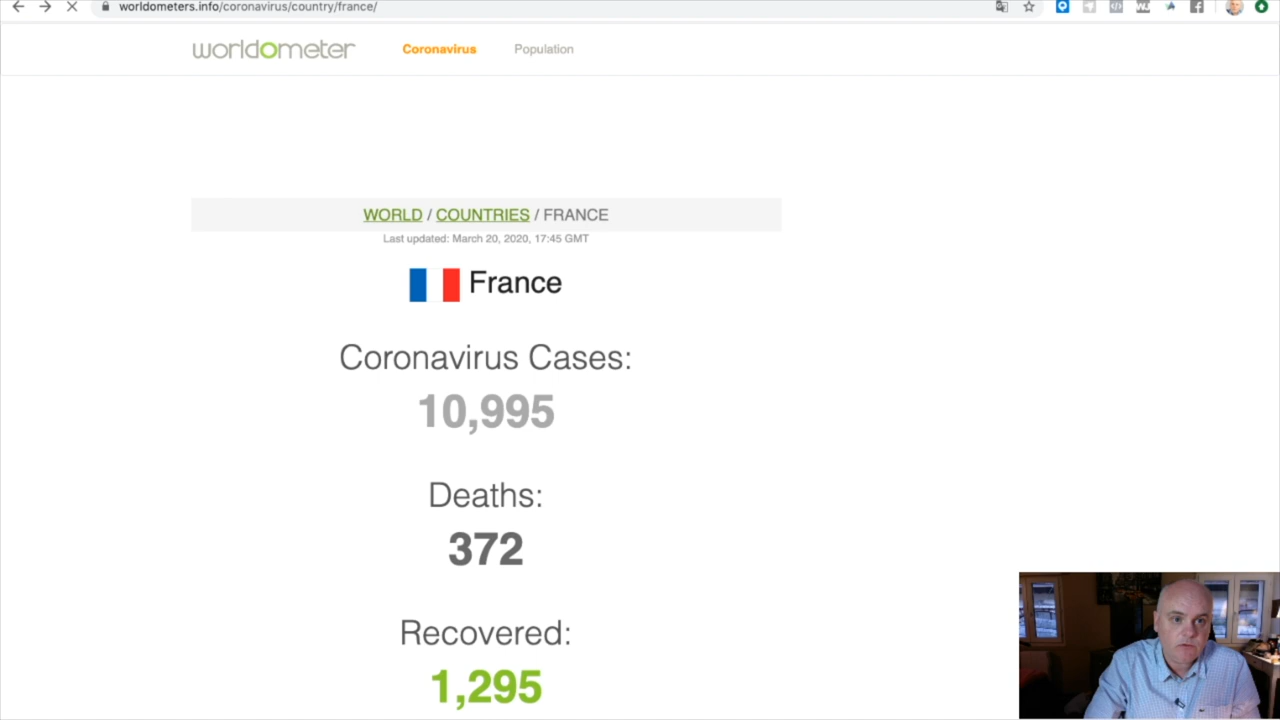 worldometers.info/coronavirus/country/france/
worldometer Coronavirus Population
WORLD / COUNTRIES / FRANCE
Last updated: March 20, 2020, 17:45 GMT
France
Coronavirus Cases:
10,995
Deaths:
372
Recovered:
1,295